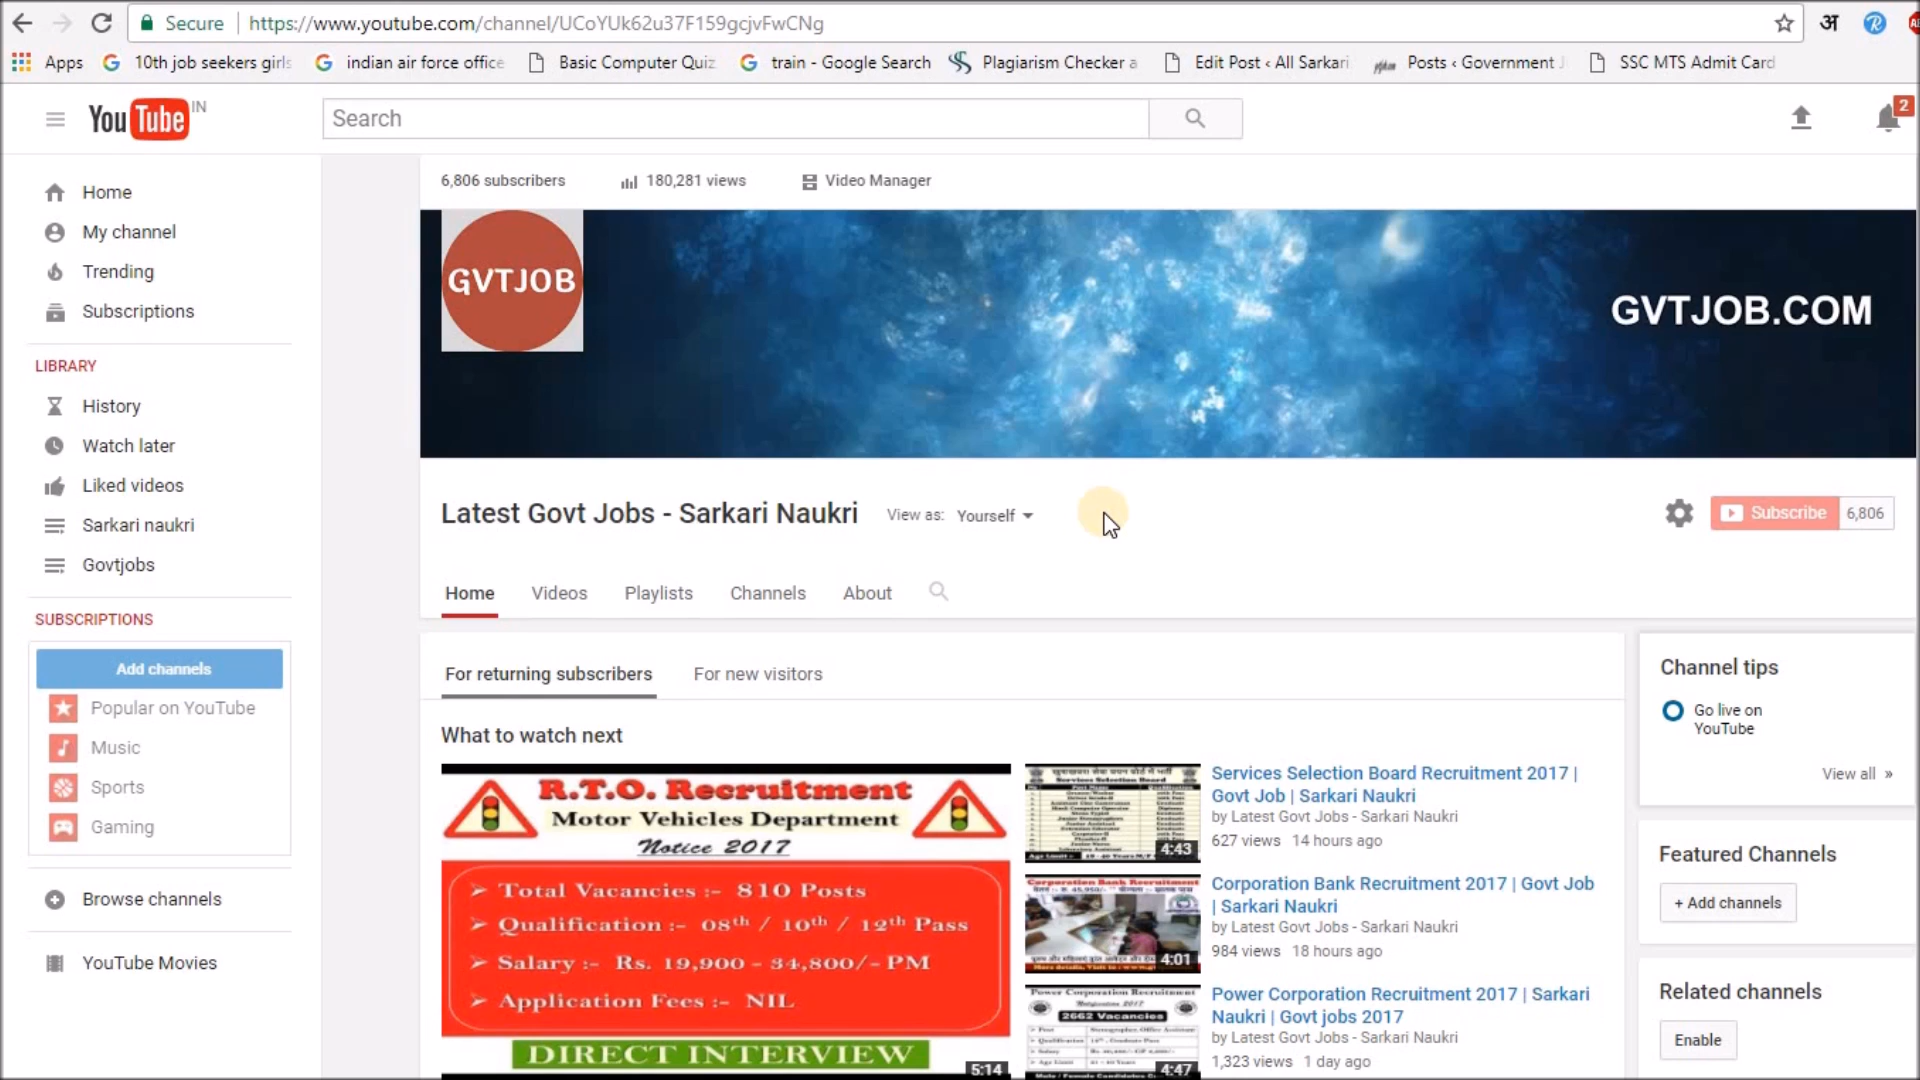 Secure https://www.youtube.com/channel/UCoYUk62u37F159gcjvFwCNg
अ
Apps 10th job seekers girls indian air force office Basic Computer Quiz train - Google Search Plagiarism Checker a Edit Post ‹ All Sarkari Posts ‹ Government J SSC MTS Admit Card
YouTube IN
Search
2
6,806 subscribers 180,281 views Video Manager
Home
My channel
Trending
Subscriptions
LIBRARY
History
Watch later
Liked videos
Sarkari naukri
Govtjobs
SUBSCRIPTIONS
Add channels
Popular on YouTube
Music
Sports
Gaming
Browse channels
YouTube Movies
GVTJOB
GVTJOB.COM
Latest Govt Jobs - Sarkari Naukri View as: Yourself
Subscribe 6,806
Home Videos Playlists Channels About
For returning subscribers For new visitors
What to watch next
R.T.O. Recruitment
Motor Vehicles Department
Notice 2017
Total Vacancies :- 810 Posts
Qualification :- 08th / 10th / 12th Pass
Salary :- Rs. 19,900 - 34,800/- PM
Application Fees :- NIL
DIRECT INTERVIEW
5:14
Services Selection Board
4:43
Services Selection Board Recruitment 2017 |
Govt Job | Sarkari Naukri
by Latest Govt Jobs - Sarkari Naukri
627 views 14 hours ago
Corporation Bank Recruitment
4:01
Corporation Bank Recruitment 2017 | Govt Job
| Sarkari Naukri
by Latest Govt Jobs - Sarkari Naukri
984 views 18 hours ago
Power Corporation Recruitment
2662 Vacancies
4:47
Power Corporation Recruitment 2017 | Sarkari
Naukri | Govt jobs 2017
by Latest Govt Jobs - Sarkari Naukri
1,323 views 1 day ago
Channel tips
Go live on
YouTube
View all »
Featured Channels
+ Add channels
Related channels
Enable